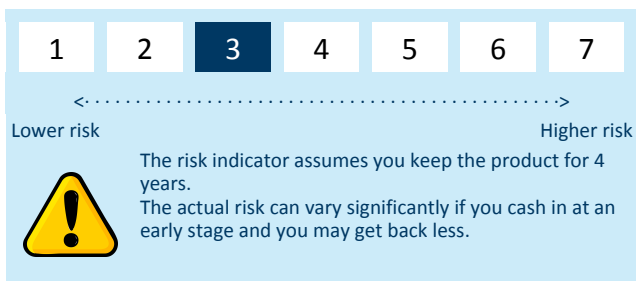 1 2 3 4 5 6 7
Lower risk Higher risk
The risk indicator assumes you keep the product for 4
years.
The actual risk can vary significantly if you cash in at an
early stage and you may get back less.